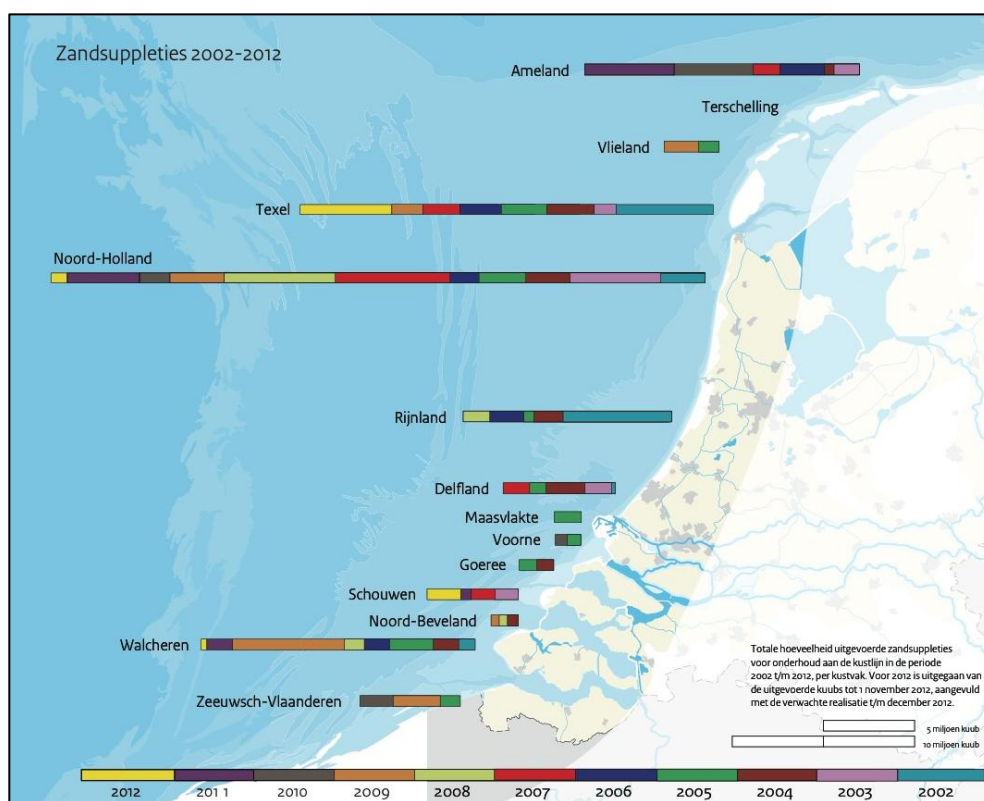 Zandsuppleties 2002-2012
Ameland
Terschelling
Vlieland
Texel
Noord-Holland
Rijnland
Delfland
Maasvlakte
Voorne
Goeree
Schouwen
Noord-Beveland
Walcheren
Zeeuwsch-Vlaanderen
Totale hoeveelheid uitgevoerde zandsuppleties
voor onderhoud aan de kustlijn in de periode
2002 t/m 2012, per kustvak. Voor 2012 is uitgegaan van
de uitgevoerde kuubs tot 1 november 2012, aangevuld
met de verwachte realisatie t/m december 2012.
5 miljoen kuub
10 miljoen kuub
2012 2011 2010 2009 2008 2007 2006 2005 2004 2003 2002